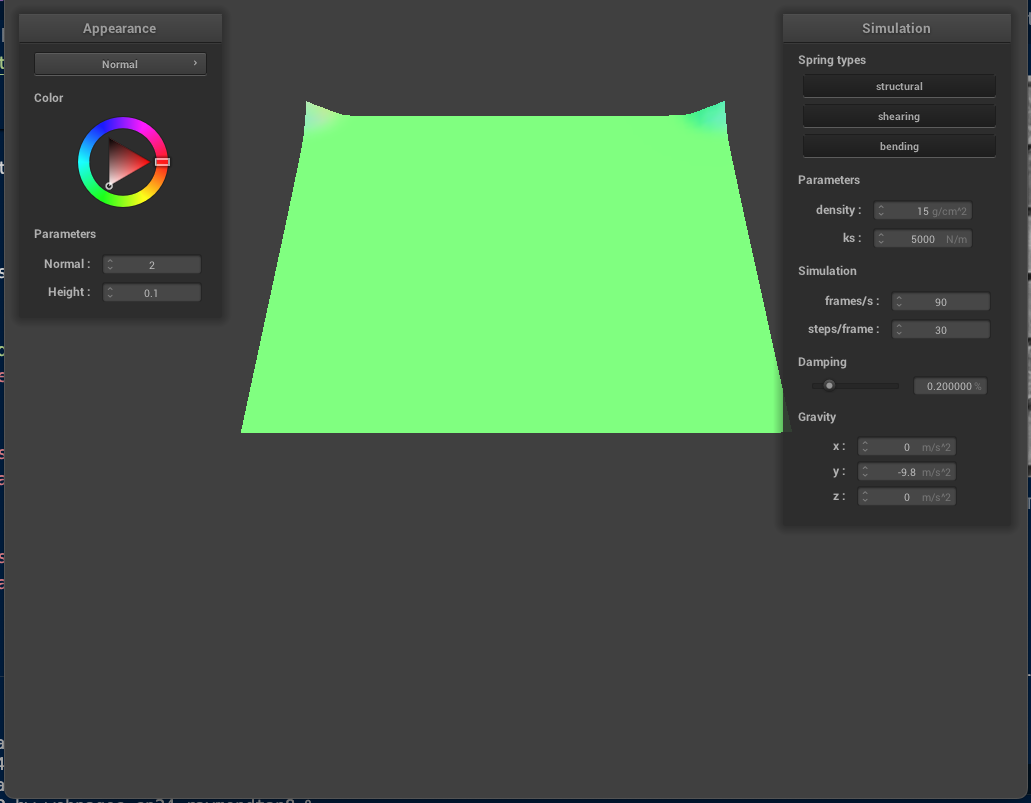 Appearance
Normal
Color
Parameters
Normal :
2
Height :
0.1
Simulation
Spring types
structural
shearing
bending
Parameters
density :
15 g/cm^2
ks :
5000 N/m
Simulation
frames/s :
90
steps/frame :
30
Damping
0.200000 %
Gravity
x :
0 m/s^2
y :
-9.8 m/s^2
z :
0 m/s^2